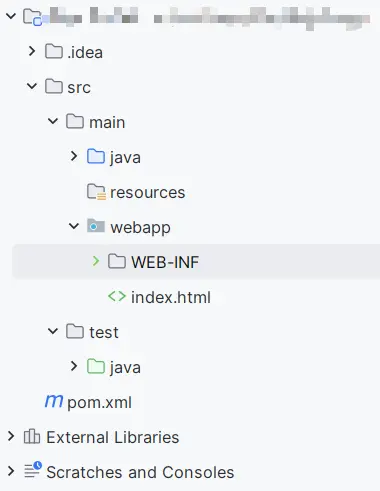 .idea
src
main
java
resources
webapp
WEB-INF
index.html
test
java
pom.xml
External Libraries
Scratches and Consoles